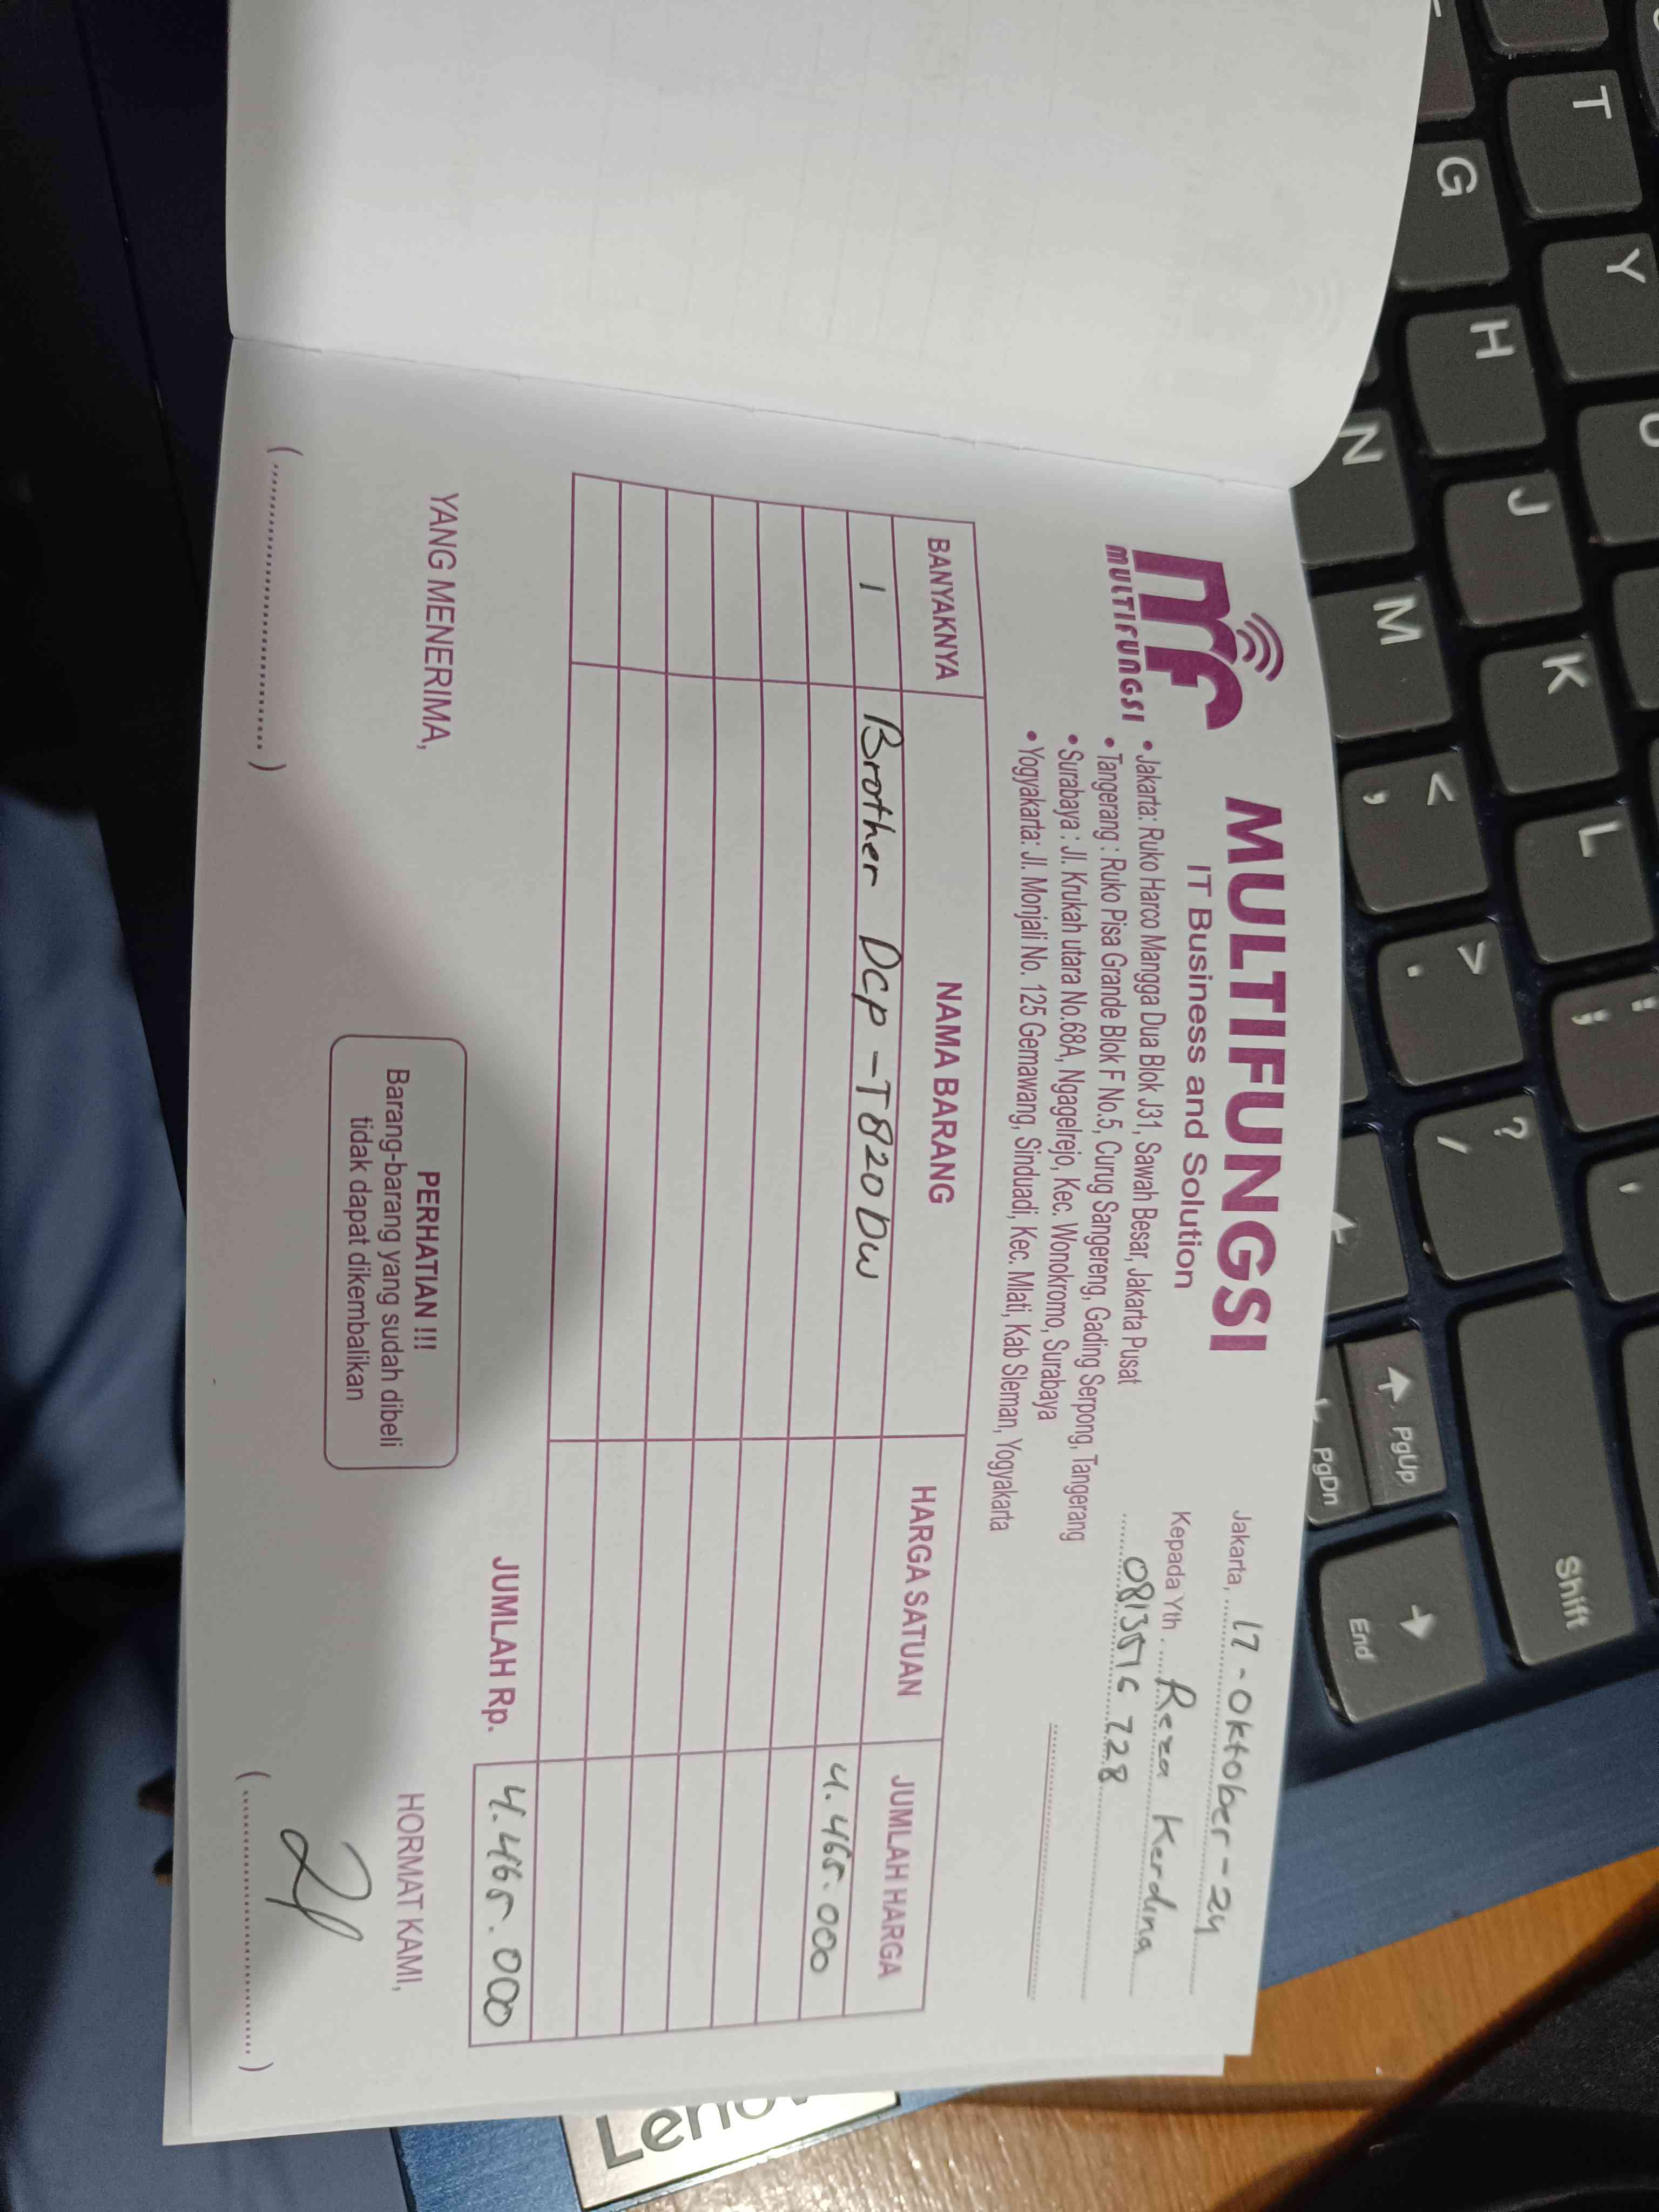 MULTIFUNGSI
MULTIFUNGSI
IT Business and Solution
• Jakarta: Ruko Harco Mangga Dua Blok J31, Sawah Besar, Jakarta Pusat
• Tangerang : Ruko Pisa Grande Blok F No.5, Curug Sangereng, Gading Serpong, Tangerang
• Surabaya : Jl. Krukah utara No.68A, Ngagelrejo, Kec. Wonokromo, Surabaya
• Yogyakarta: Jl. Monjali No. 125 Gemawang, Sinduadi, Kec. Mlati, Kab Sleman, Yogyakarta
Jakarta, 17 - Oktober - 24
Kepada Yth. Reza Kerdina
BANYAKNYA NAMA BARANG HARGA SATUAN JUMLAH HARGA
1 Brother DCP - T820DW 4.465.000
JUMLAH Rp. 4.465.000
YANG MENERIMA,
PERHATIAN !!!
Barang-barang yang sudah dibeli
tidak dapat dikembalikan
HORMAT KAMI,
T
Y
G
H
J
K
L
N
M
<
,
>
.
?
/
Shift
PgUp
PgDn
End